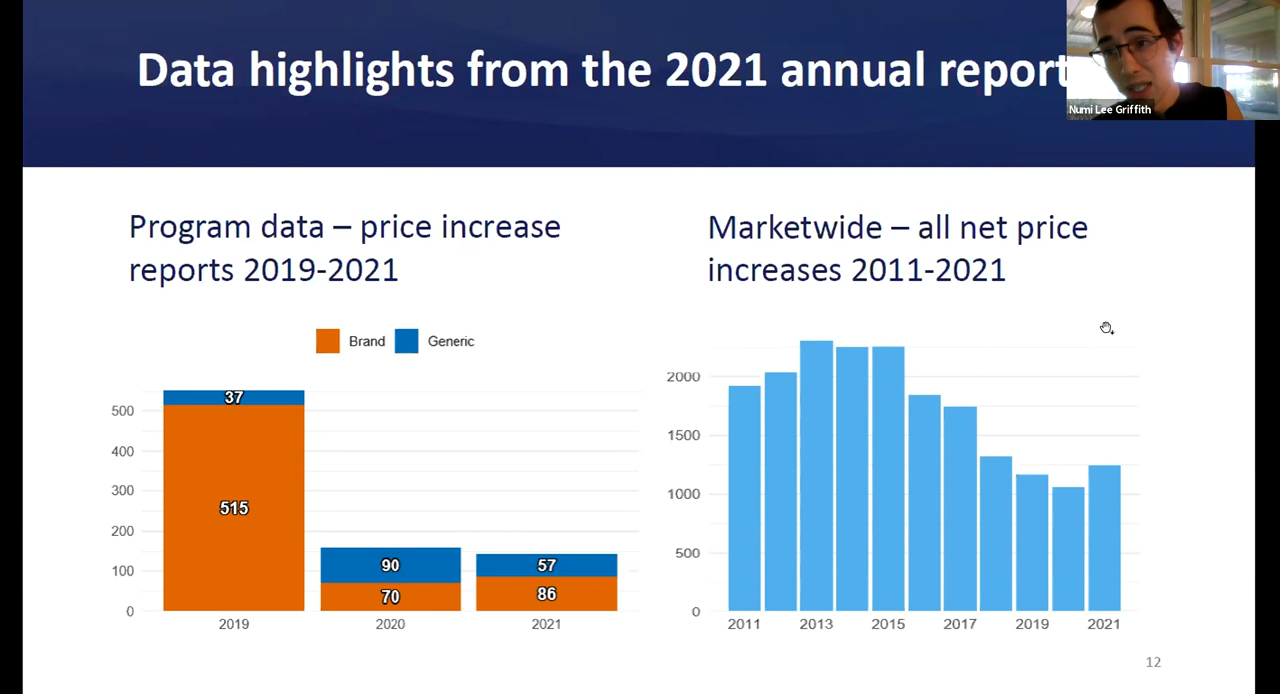 Data highlights from the 2021 annual report
Numi Lee Griffith
Program data – price increase
reports 2019-2021
Marketwide – all net price
increases 2011-2021
Brand Generic
500
400
300
200
100
0
37
515
90
70
57
86
2019 2020 2021
2000
1500
1000
500
0
2011 2013 2015 2017 2019 2021
12